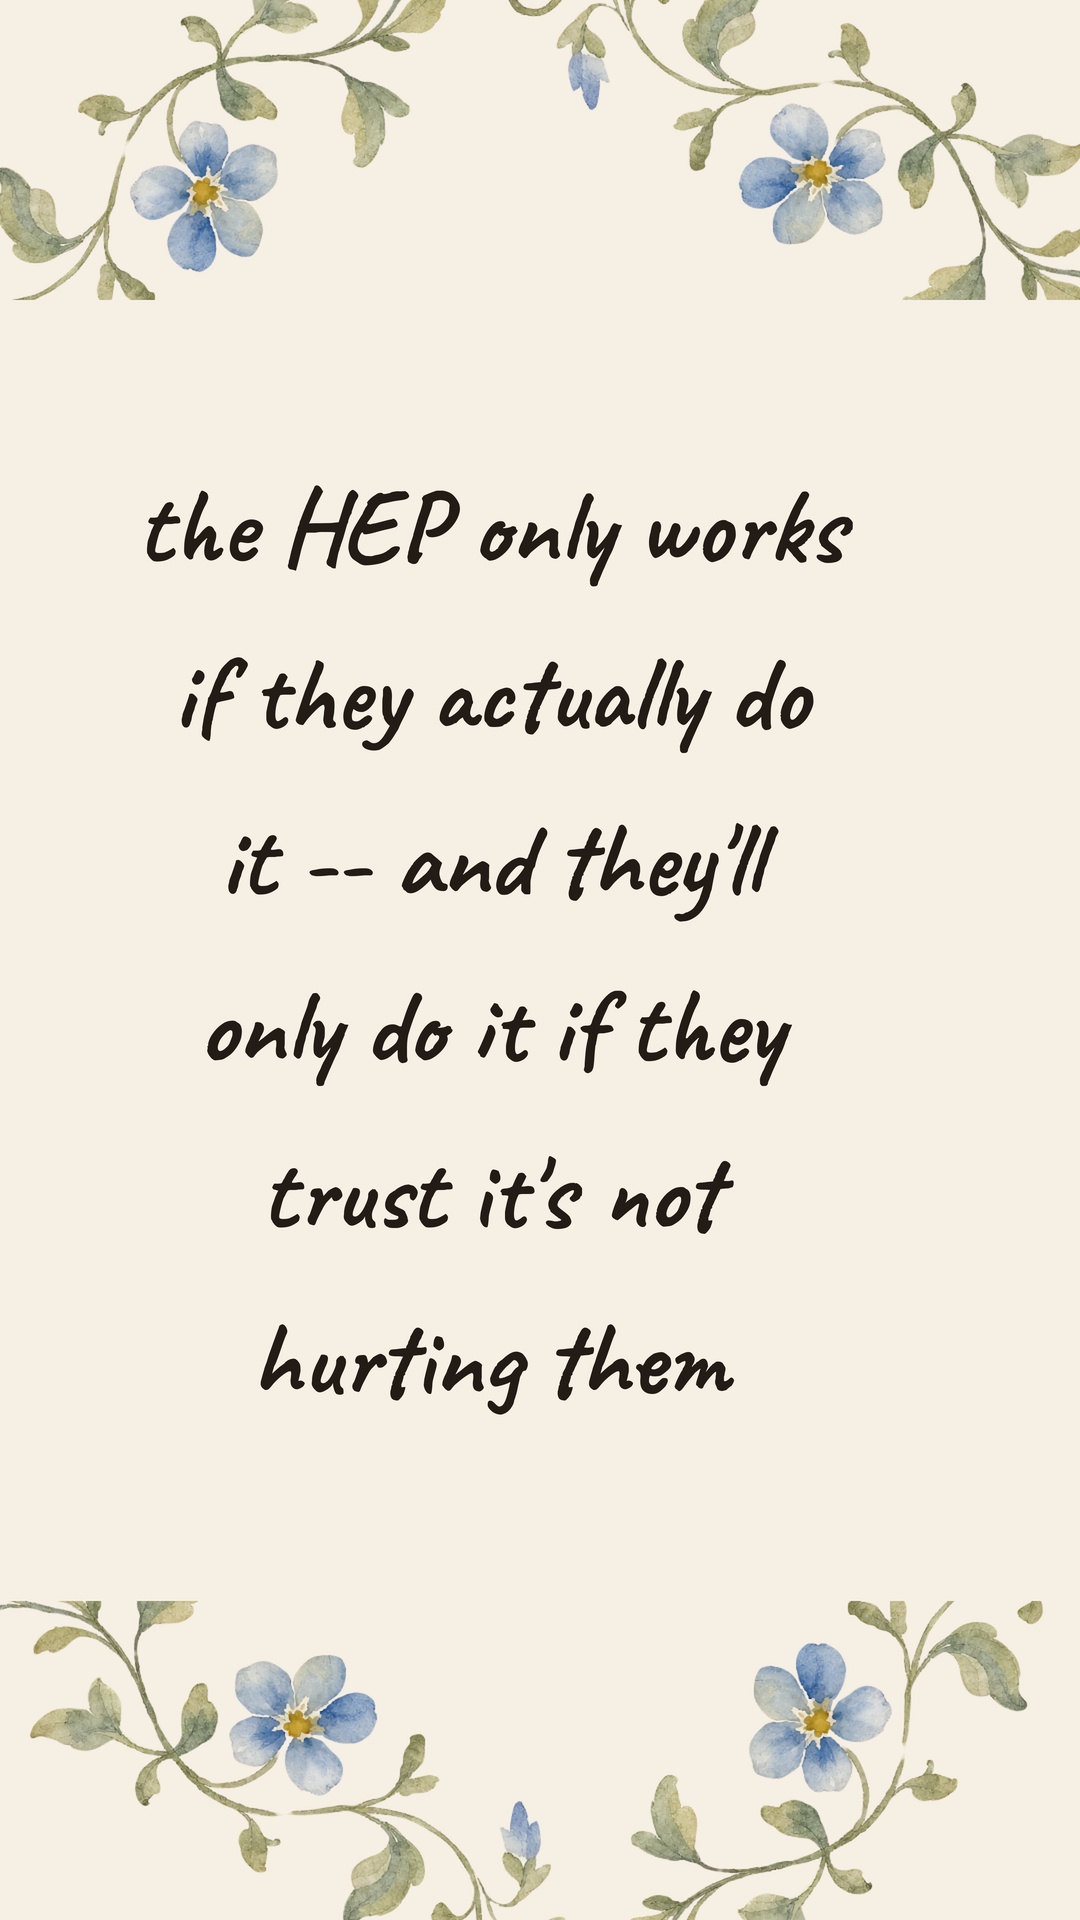 the HEP only works
if they actually do
it -- and they'll
only do it if they
trust it's not
hurting them